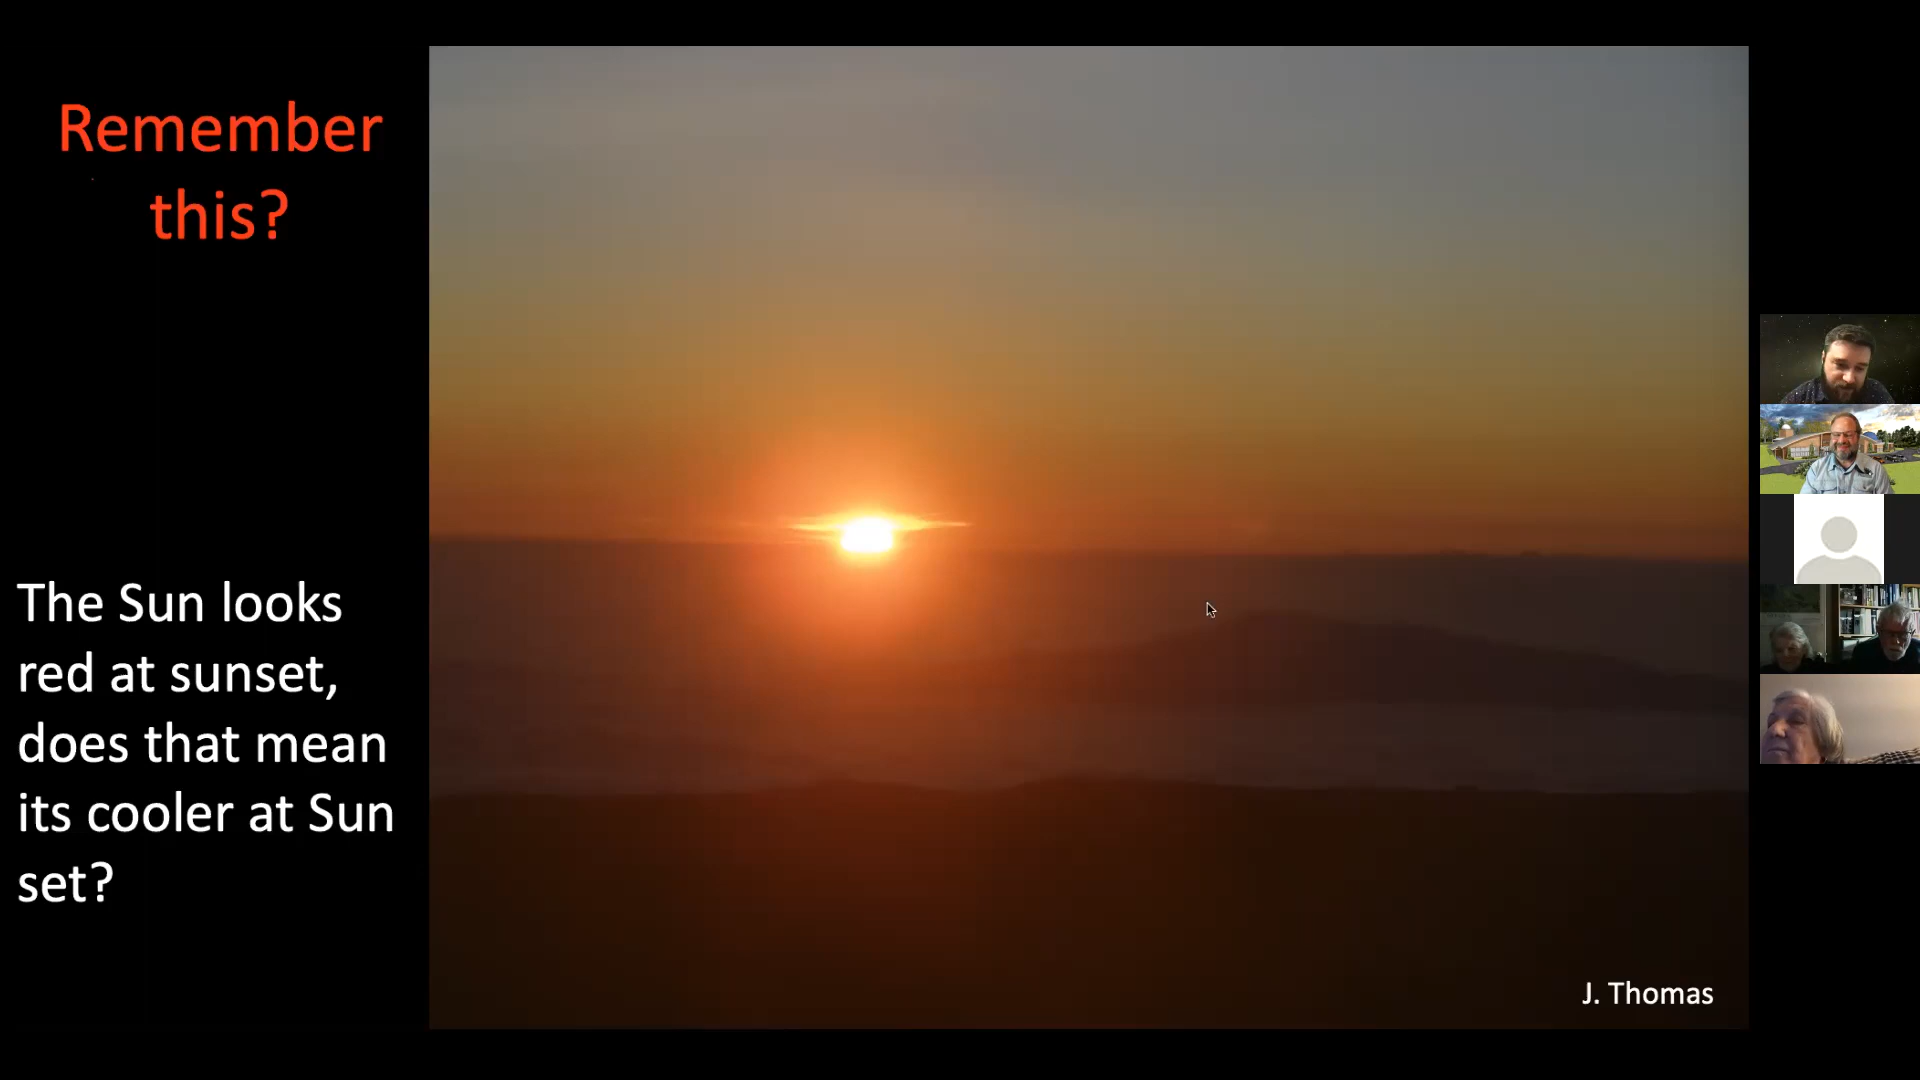 Remember
this?
The Sun looks
red at sunset,
does that mean
its cooler at Sun
set?
J. Thomas